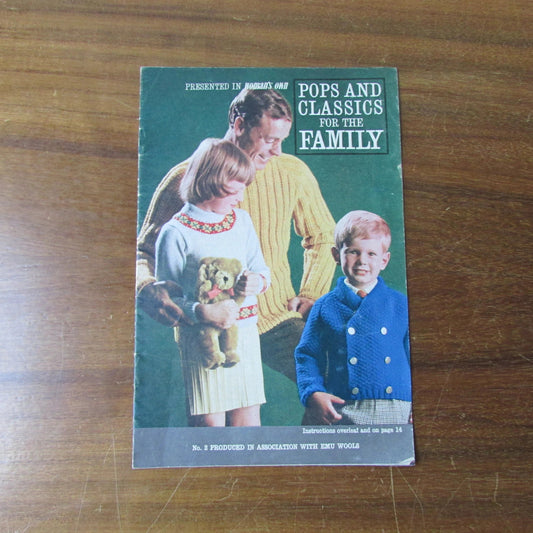 PRESENTED IN WOMAN'S OWN
POPS AND
CLASSICS
FOR THE
FAMILY
Instructions overleaf and on page 14
No. 2 PRODUCED IN ASSOCIATION WITH EMU WOOLS